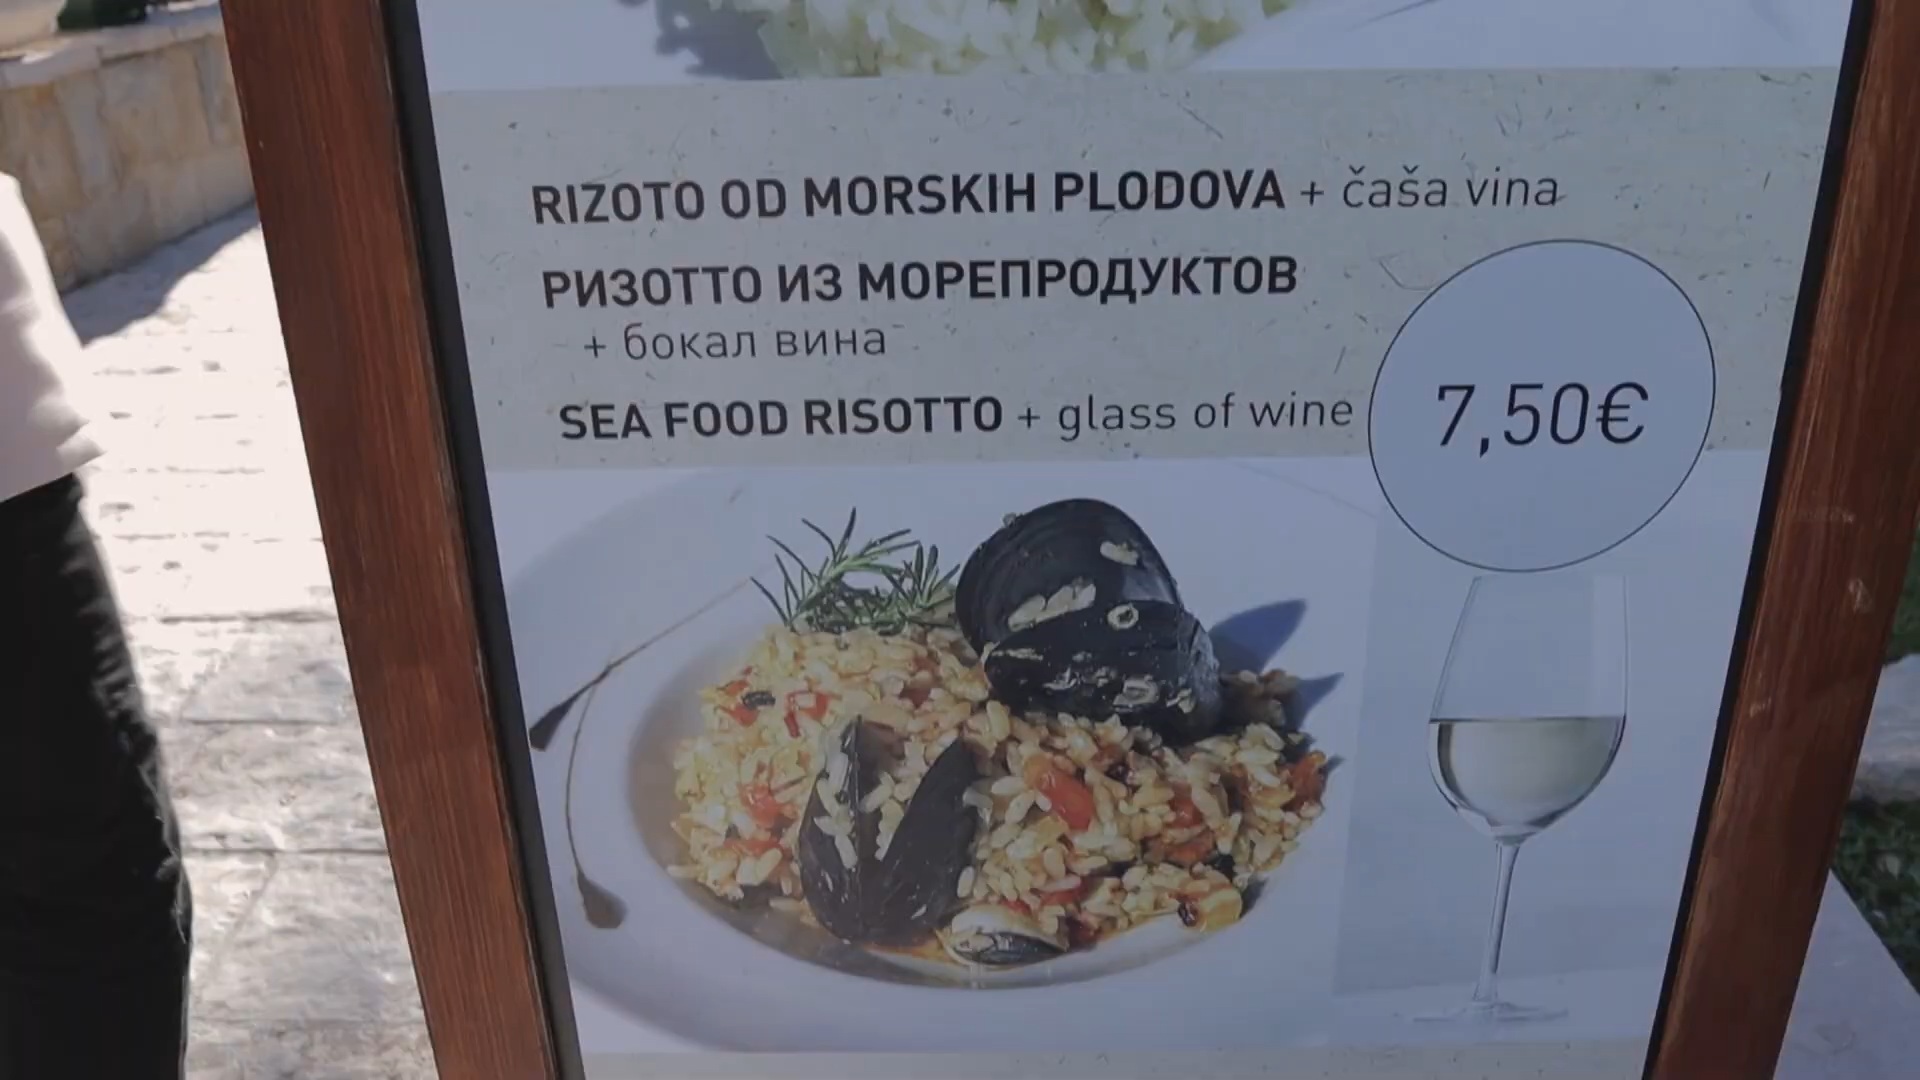 RIZOTO OD MORSKIH PLODOVA + čaša vina
РИЗОТТО ИЗ МОРЕПРОДУКТОВ
+ бокал вина
SEA FOOD RISOTTO + glass of wine
7,50€